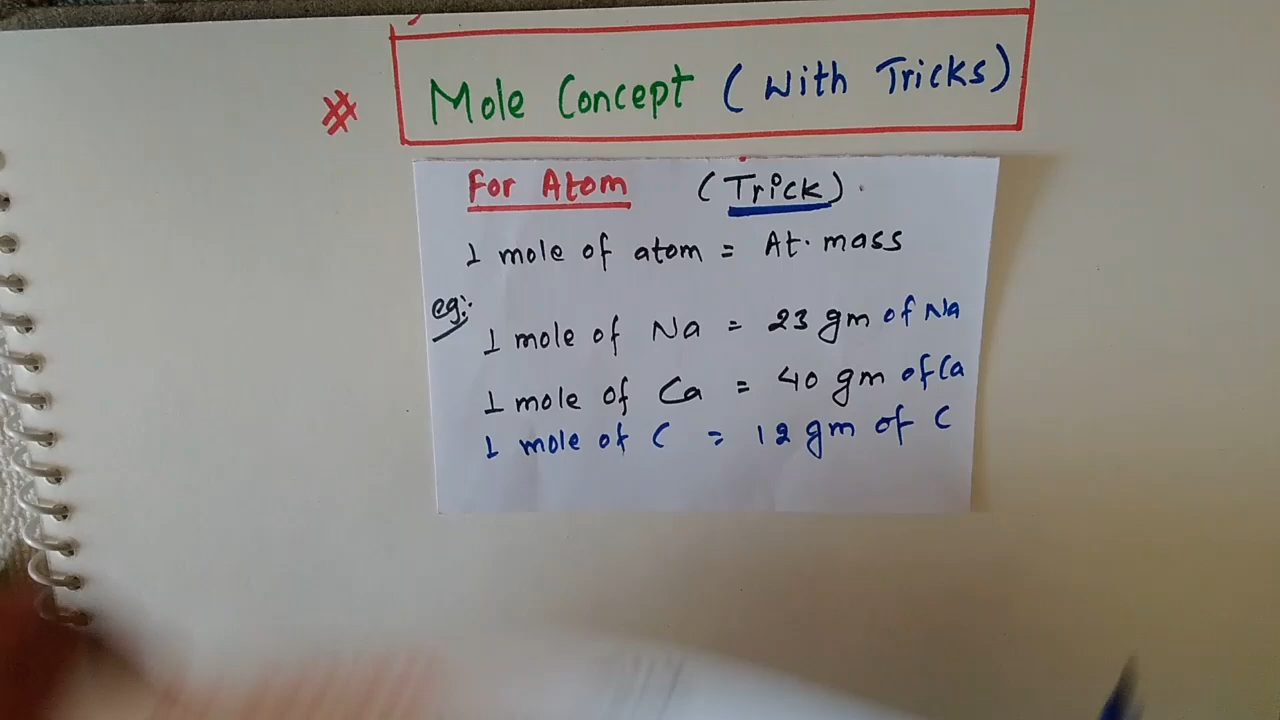 # Mole Concept (With Tricks)
For Atom (Trick)
1 mole of atom = At. mass
eg:-
1 mole of Na = 23 gm of Na
1 mole of Ca = 40 gm of Ca
1 mole of C = 12 gm of C